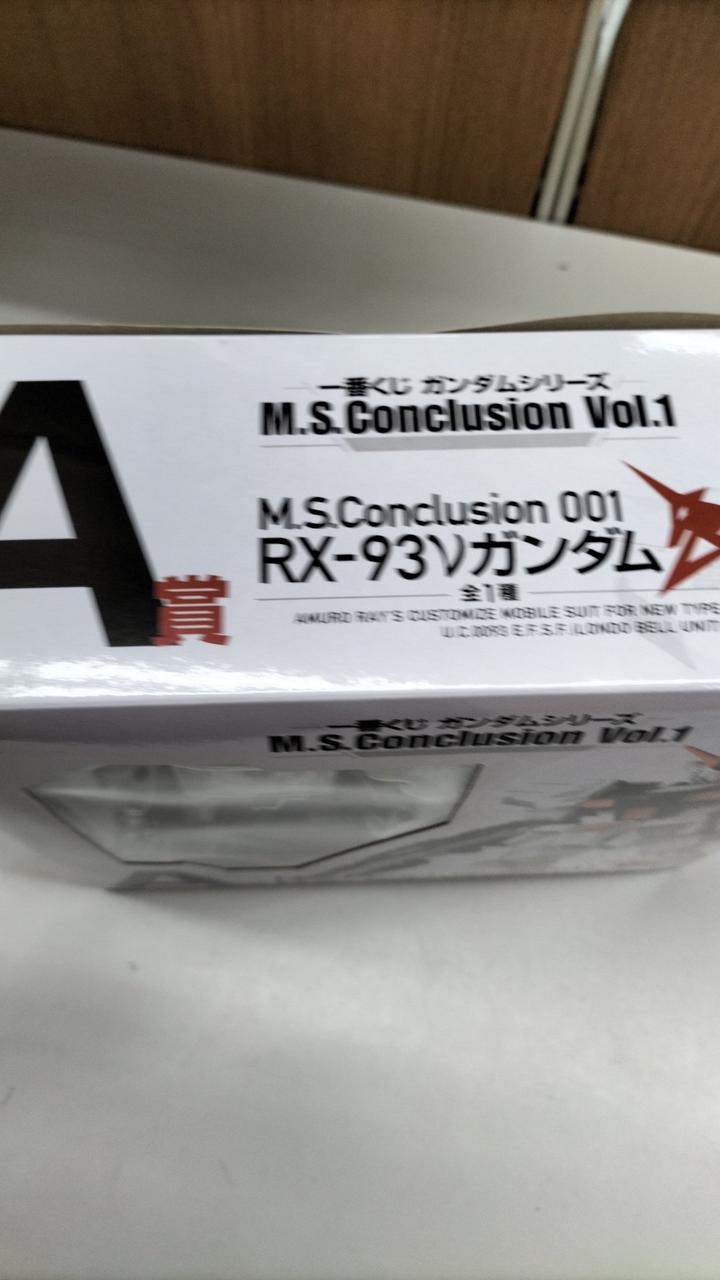 A賞
一番くじ ガンダムシリーズ
M.S.Conclusion Vol.1
M.S.Conclusion 001
RX-93νガンダム
全1種
AMURO RAY'S CUSTOMIZE MOBILE SUIT FOR NEW TYPE
U.C.0093 E.F.S.F. (LONDO BELL UNIT
一番くじ ガンダムシリーズ
M.S.Conclusion Vol.1